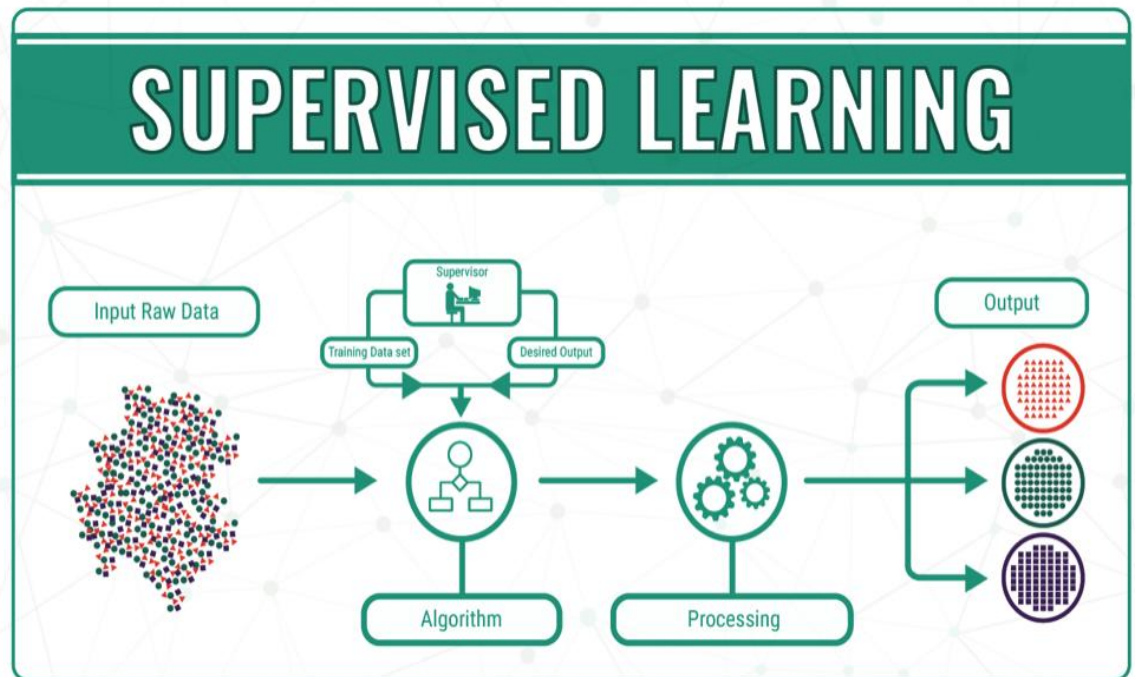 SUPERVISED LEARNING
Input Raw Data
Supervisor
Training Data set
Desired Output
Algorithm
Processing
Output